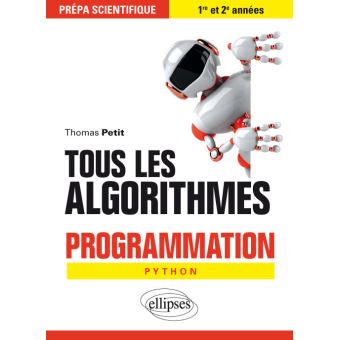 PRÉPA SCIENTIFIQUE
1re et 2e années
Thomas Petit
TOUS LES
ALGORITHMES
PROGRAMMATION
PYTHON
ellipses